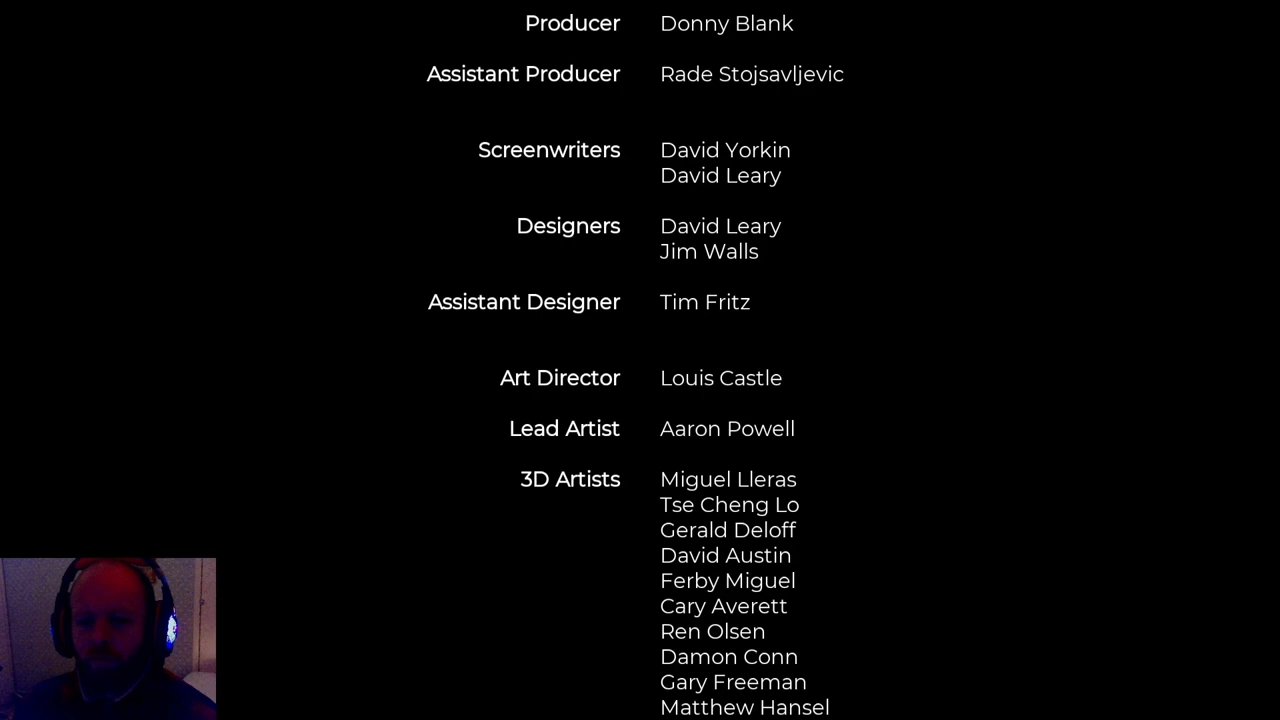 Producer Donny Blank
Assistant Producer Rade Stojsavljevic
Screenwriters David Yorkin
David Leary
Designers David Leary
Jim Walls
Assistant Designer Tim Fritz
Art Director Louis Castle
Lead Artist Aaron Powell
3D Artists Miguel Lleras
Tse Cheng Lo
Gerald Deloff
David Austin
Ferby Miguel
Cary Averett
Ren Olsen
Damon Conn
Gary Freeman
Matthew Hansel